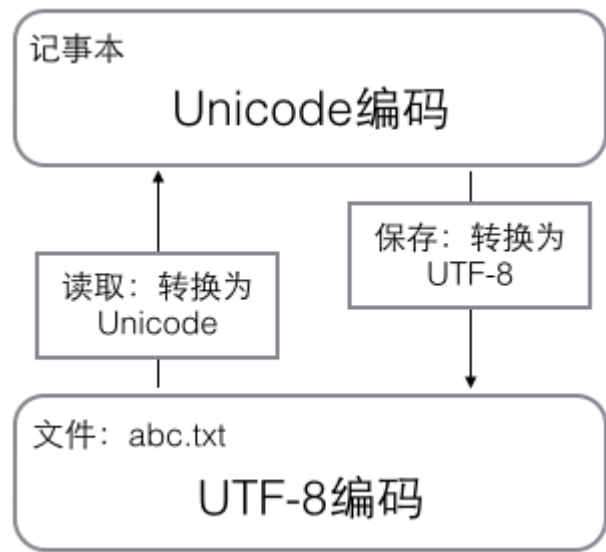 记事本
Unicode编码
读取：转换为
Unicode
保存：转换为
UTF-8
文件：abc.txt
UTF-8编码